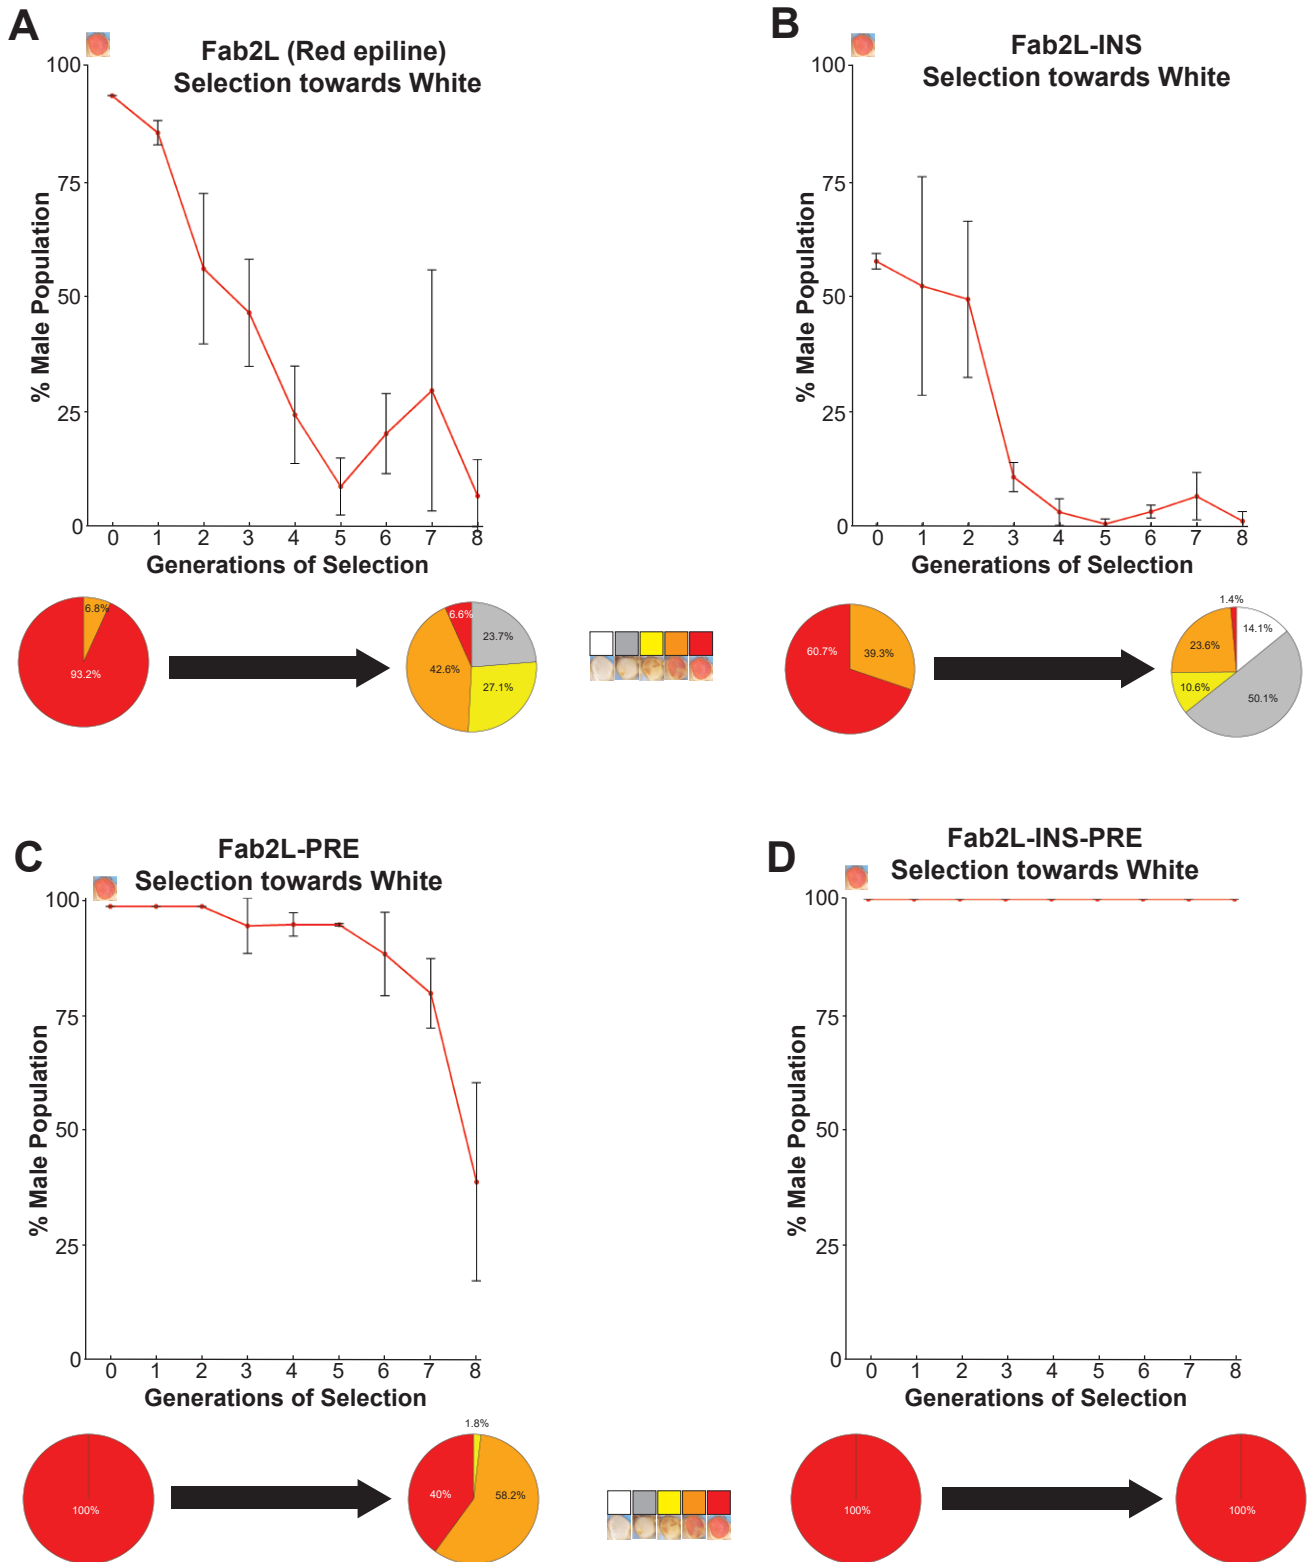 A
Fab2L (Red epiline)
Selection towards White
100
75
50
25
0
% Male Population
0 1 2 3 4 5 6 7 8
Generations of Selection
6.8%
93.2%
6.6%
23.7%
42.6%
27.1%
B
Fab2L-INS
Selection towards White
100
75
50
25
0
% Male Population
0 1 2 3 4 5 6 7 8
Generations of Selection
60.7%
39.3%
1.4%
14.1%
23.6%
10.6%
50.1%
C
Fab2L-PRE
Selection towards White
100
75
50
25
0
% Male Population
0 1 2 3 4 5 6 7 8
Generations of Selection
100%
1.8%
40%
58.2%
D
Fab2L-INS-PRE
Selection towards White
100
75
50
25
0
% Male Population
0 1 2 3 4 5 6 7 8
Generations of Selection
100%
100%